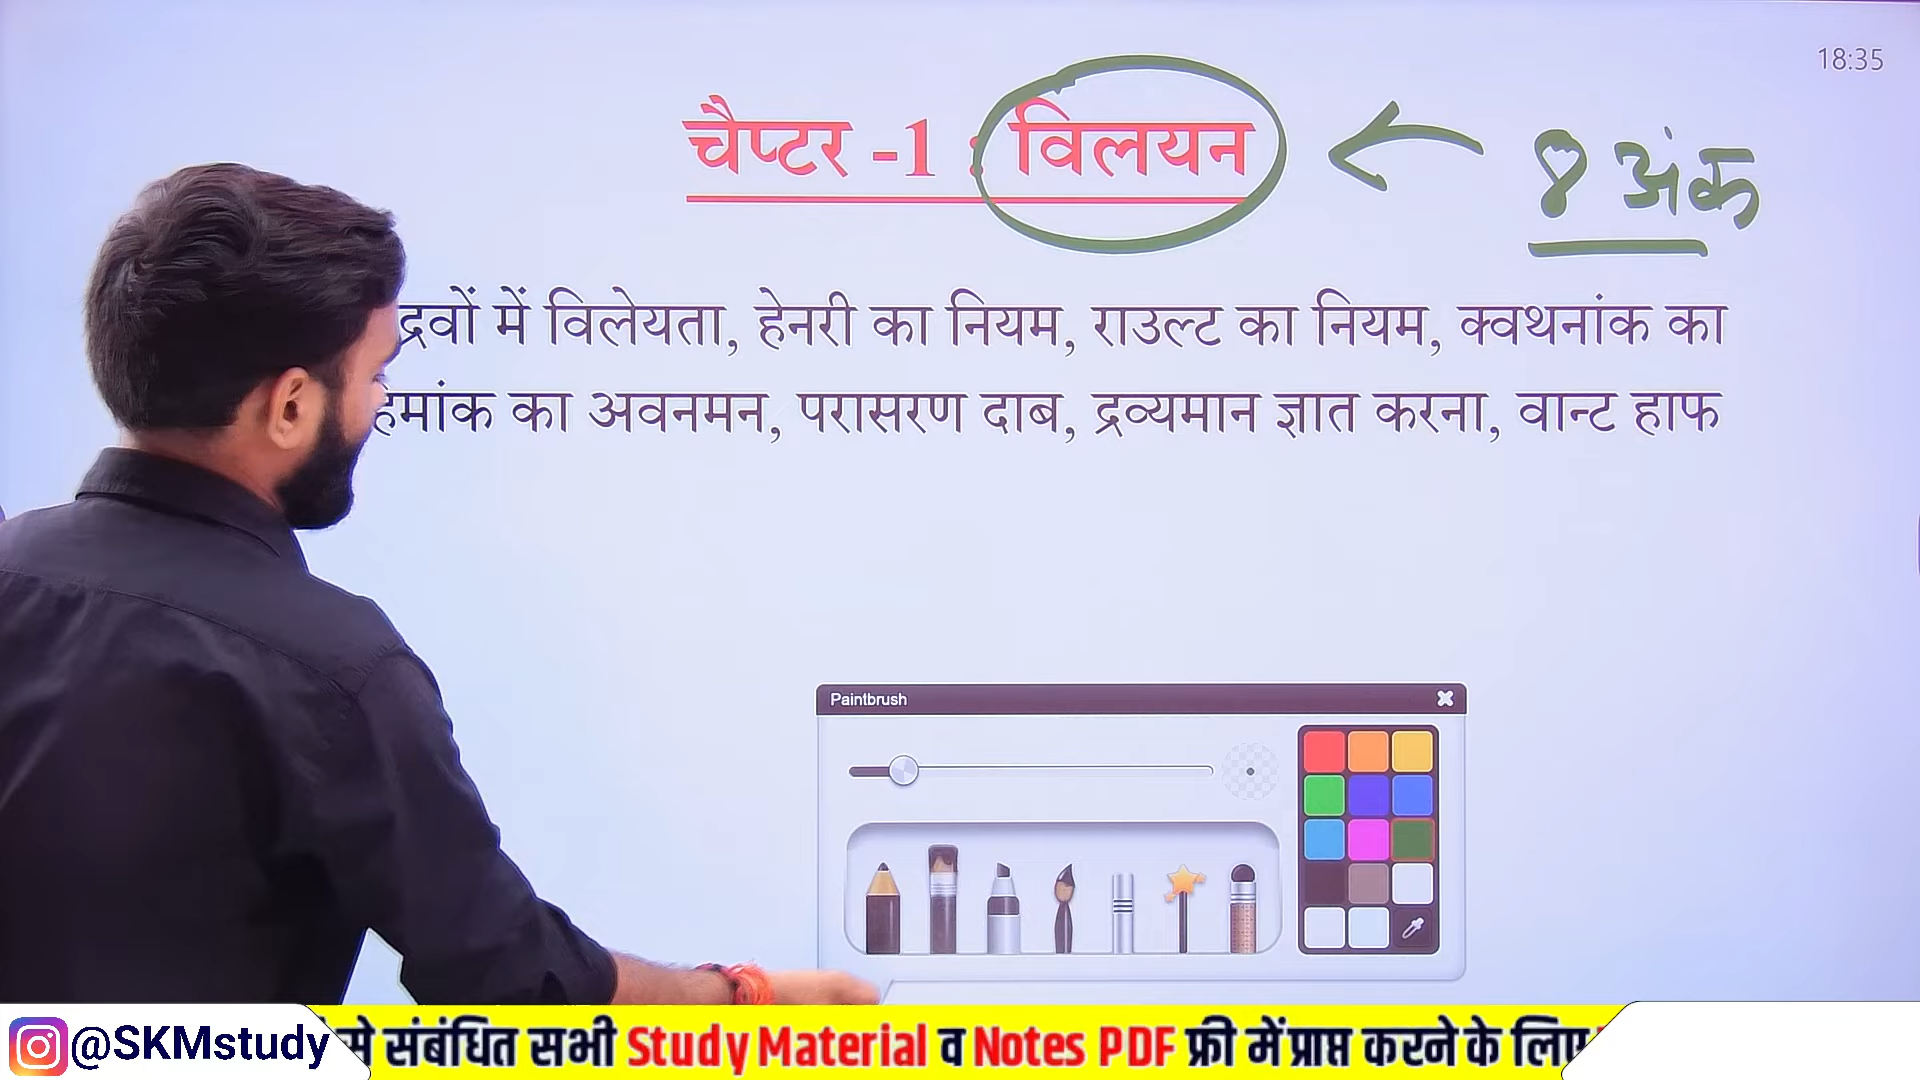 18:35
चैप्टर -1 : विलयन
8 अंक
द्रवों में विलेयता, हेनरी का नियम, राउल्ट का नियम, क्वथनांक का
का अवनमन, परासरण दाब, द्रव्यमान ज्ञात करना, वान्ट हाफ
Paintbrush
@SKMstudy
से संबंधित सभी Study Material व Notes PDF फ्री में प्राप्त करने के लिए